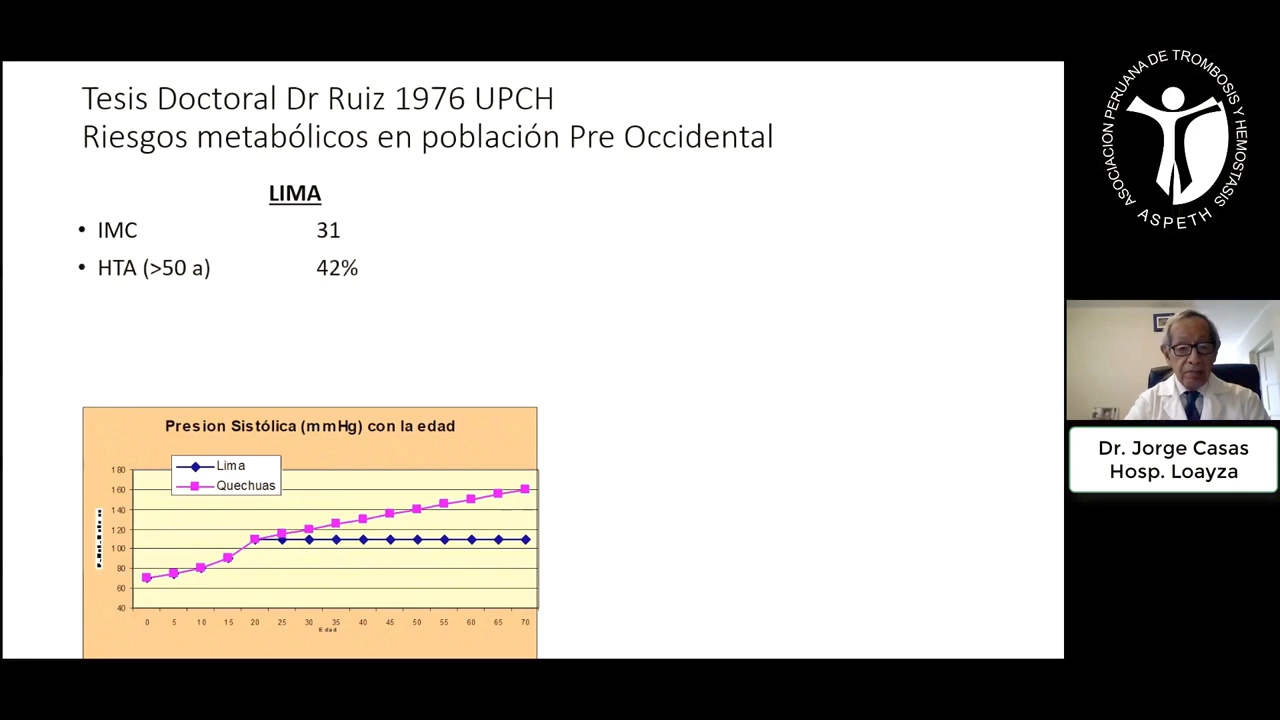 Tesis Doctoral Dr Ruiz 1976 UPCH
Riesgos metabólicos en población Pre Occidental
LIMA
• IMC 31
• HTA (>50 a) 42%
Presion Sistólica (mmHg) con la edad
Lima
Quechuas
180
160
140
120
100
80
60
40
0 5 10 15 20 25 30 35 40 45 50 55 60 65 70
Edad
ASOCIACION PERUANA DE TROMBOSIS Y HEMOSTASIS
ASPETH
Dr. Jorge Casas
Hosp. Loayza